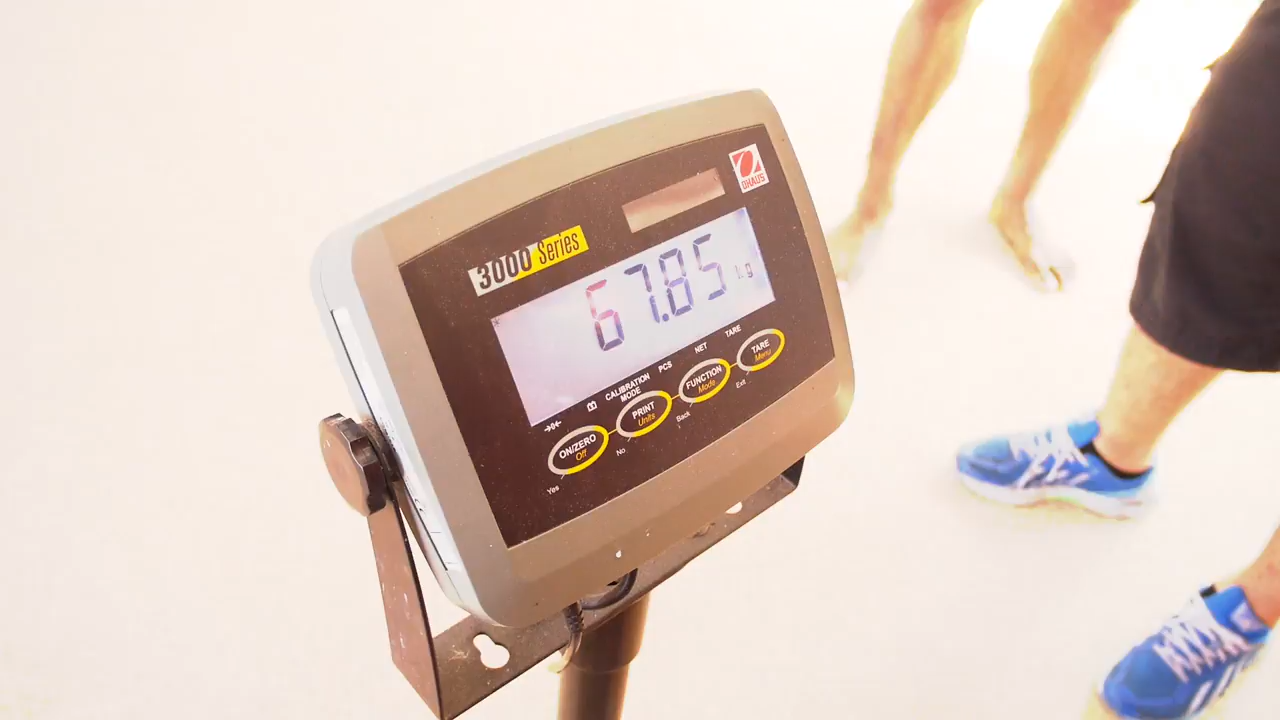 OHAUS
3000 Series
67.85 kg
→0← CALIBRATION MODE PCS NET TARE
ON/ZERO Off
PRINT Units
FUNCTION Mode
TARE Menu
Yes No Back Exit